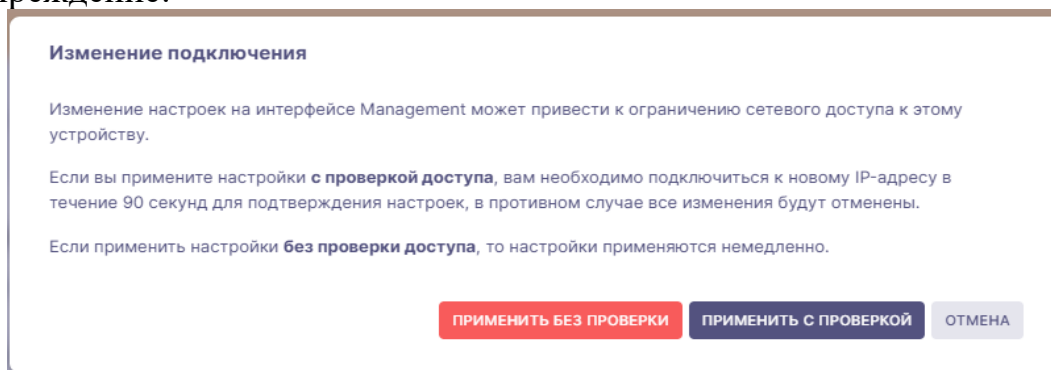 Изменение подключения
Изменение настроек на интерфейсе Management может привести к ограничению сетевого доступа к этому
устройству.
Если вы примените настройки с проверкой доступа, вам необходимо подключиться к новому IP-адресу в
течение 90 секунд для подтверждения настроек, в противном случае все изменения будут отменены.
Если применить настройки без проверки доступа, то настройки применяются немедленно.
ПРИМЕНИТЬ БЕЗ ПРОВЕРКИ ПРИМЕНИТЬ С ПРОВЕРКОЙ ОТМЕНА